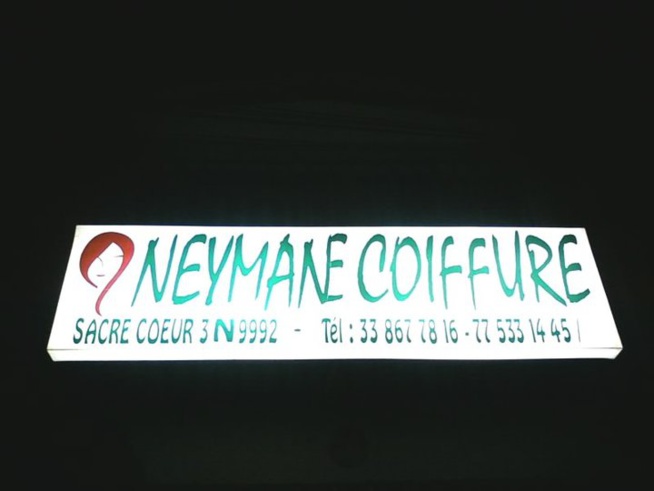 NEYMANE COIFFURE
SACRE COEUR 3 N 9992 - Tél : 33 867 78 16 - 77 533 14 45 /